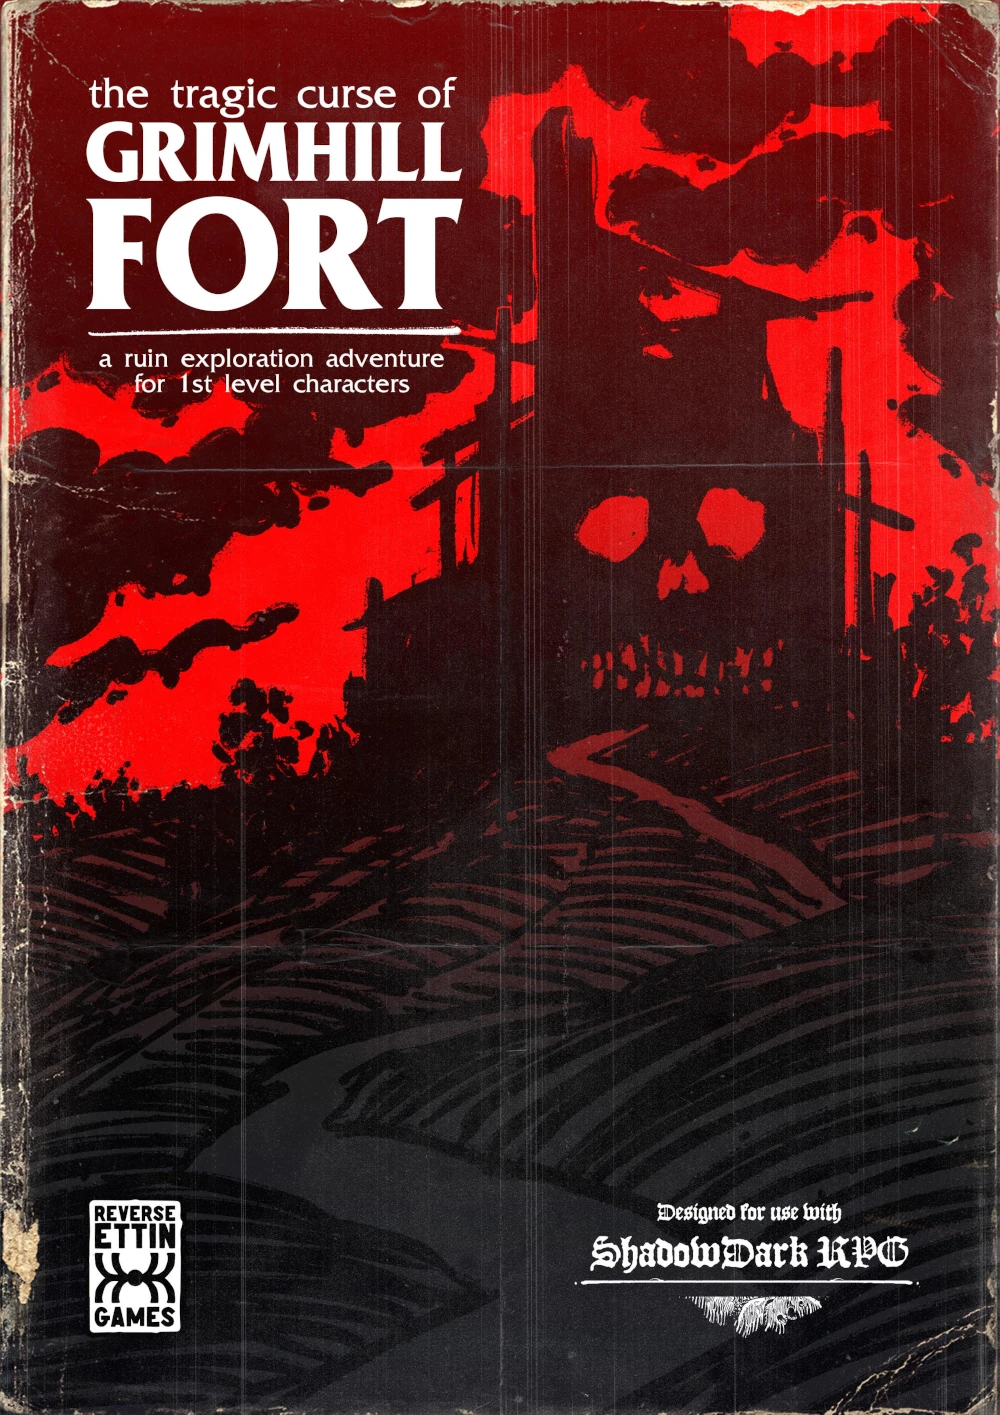 the tragic curse of
GRIMHILL
FORT
a ruin exploration adventure
for 1st level characters
REVERSE
ETTIN
GAMES
Designed for use with
ShadowDark RPG